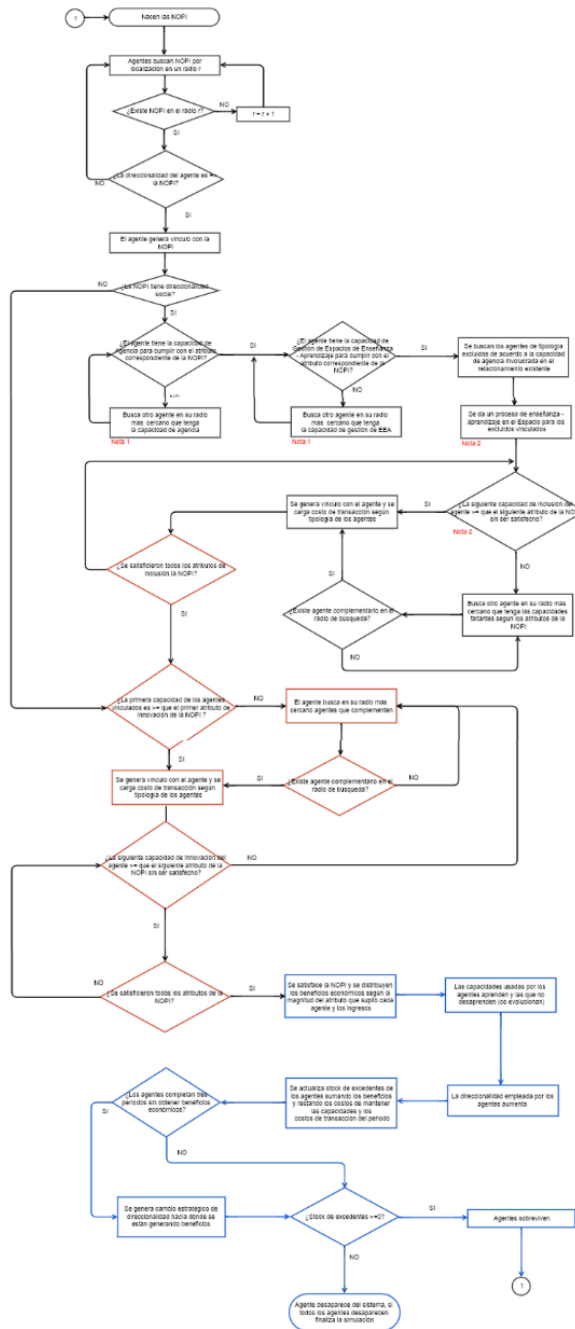 1
Nacen las NOPI
Agentes buscan NOPI por
localización en un radio r
¿Existe NOPI en el radio r?
NO
r = r + 1
SI
¿La direccionalidad del agente es =
la NOPI?
NO
SI
El agente genera vínculo con la
NOPI
¿La NOPI tiene direccionalidad
social?
NO
SI
¿El agente tiene la capacidad de
Agencia para cumplir con el atributo
correspondiente de la NOPI?
SI
¿El agente tiene la capacidad de
Gestión de Espacios de Enseñanza
- Aprendizaje para cumplir con el
atributo correspondiente de la
NOPI?
SI
Se buscan los agentes de tipología
excluidos de acuerdo a la capacidad
de agencia involucrada en el
relacionamiento existente
NO
Busca otro agente en su radio
más cercano que tenga
la capacidad de agencia
Nota 1
Busca otro agente en su radio
más cercano que tenga
la capacidad de gestión de EEA
Nota 1
Se da un proceso de enseñanza -
aprendizaje en el Espacio para los
excluidos vinculados
Nota 2
¿La siguiente capacidad de inclusión del
agente >= que el siguiente atributo de la NO
sin ser satisfecho?
Nota 2
SI
Se genera vínculo con el agente y se
carga costo de transacción según
tipología de los agentes
¿Se satisficieron todos los atributos de
inclusión la NOPI?
NO
Busca otro agente en su radio más
cercano que tenga las capacidades
faltantes según los atributos de la
NOPI
¿Existe agente complementario en el
radio de búsqueda?
SI
NO
SI
¿La primera capacidad de los agentes
vinculados es >= que el primer atributo de
innovación de la NOPI ?
NO
El agente busca en su radio más
cercano agentes que complementen
SI
Se genera vínculo con el agente y se
carga costo de transacción según
tipología de los agentes
SI
¿Existe agente complementario en el
radio de búsqueda?
NO
¿La siguiente capacidad de innovación del
agente >= que el siguiente atributo de la
NOPI sin ser satisfecho?
NO
SI
¿Se satisficieron todos los atributos de la
NOPI?
NO
SI
Se satisface la NOPI y se distribuyen
los beneficios económicos según la
magnitud del atributo que suplió cada
agente y los ingresos
Las capacidades usadas por los
agentes aprenden y las que no
desaprenden (co evolucionan)
La direccionalidad empleada por los
agentes aumenta
Se actualiza stock de excedentes de
los agentes sumando los beneficios
y restando los costos de mantener
las capacidades y los
costos de transacción del periodo
¿Los agentes completan tres
periodos sin obtener beneficios
económicos?
SI
NO
Se genera cambio estratégico de
direccionalidad hacia donde se
están generando beneficios
¿Stock de excedentes <=0?
SI
Agentes sobreviven
1
NO
Agente desaparece del sistema, si
todos los agentes desaparecen
finaliza la simulación